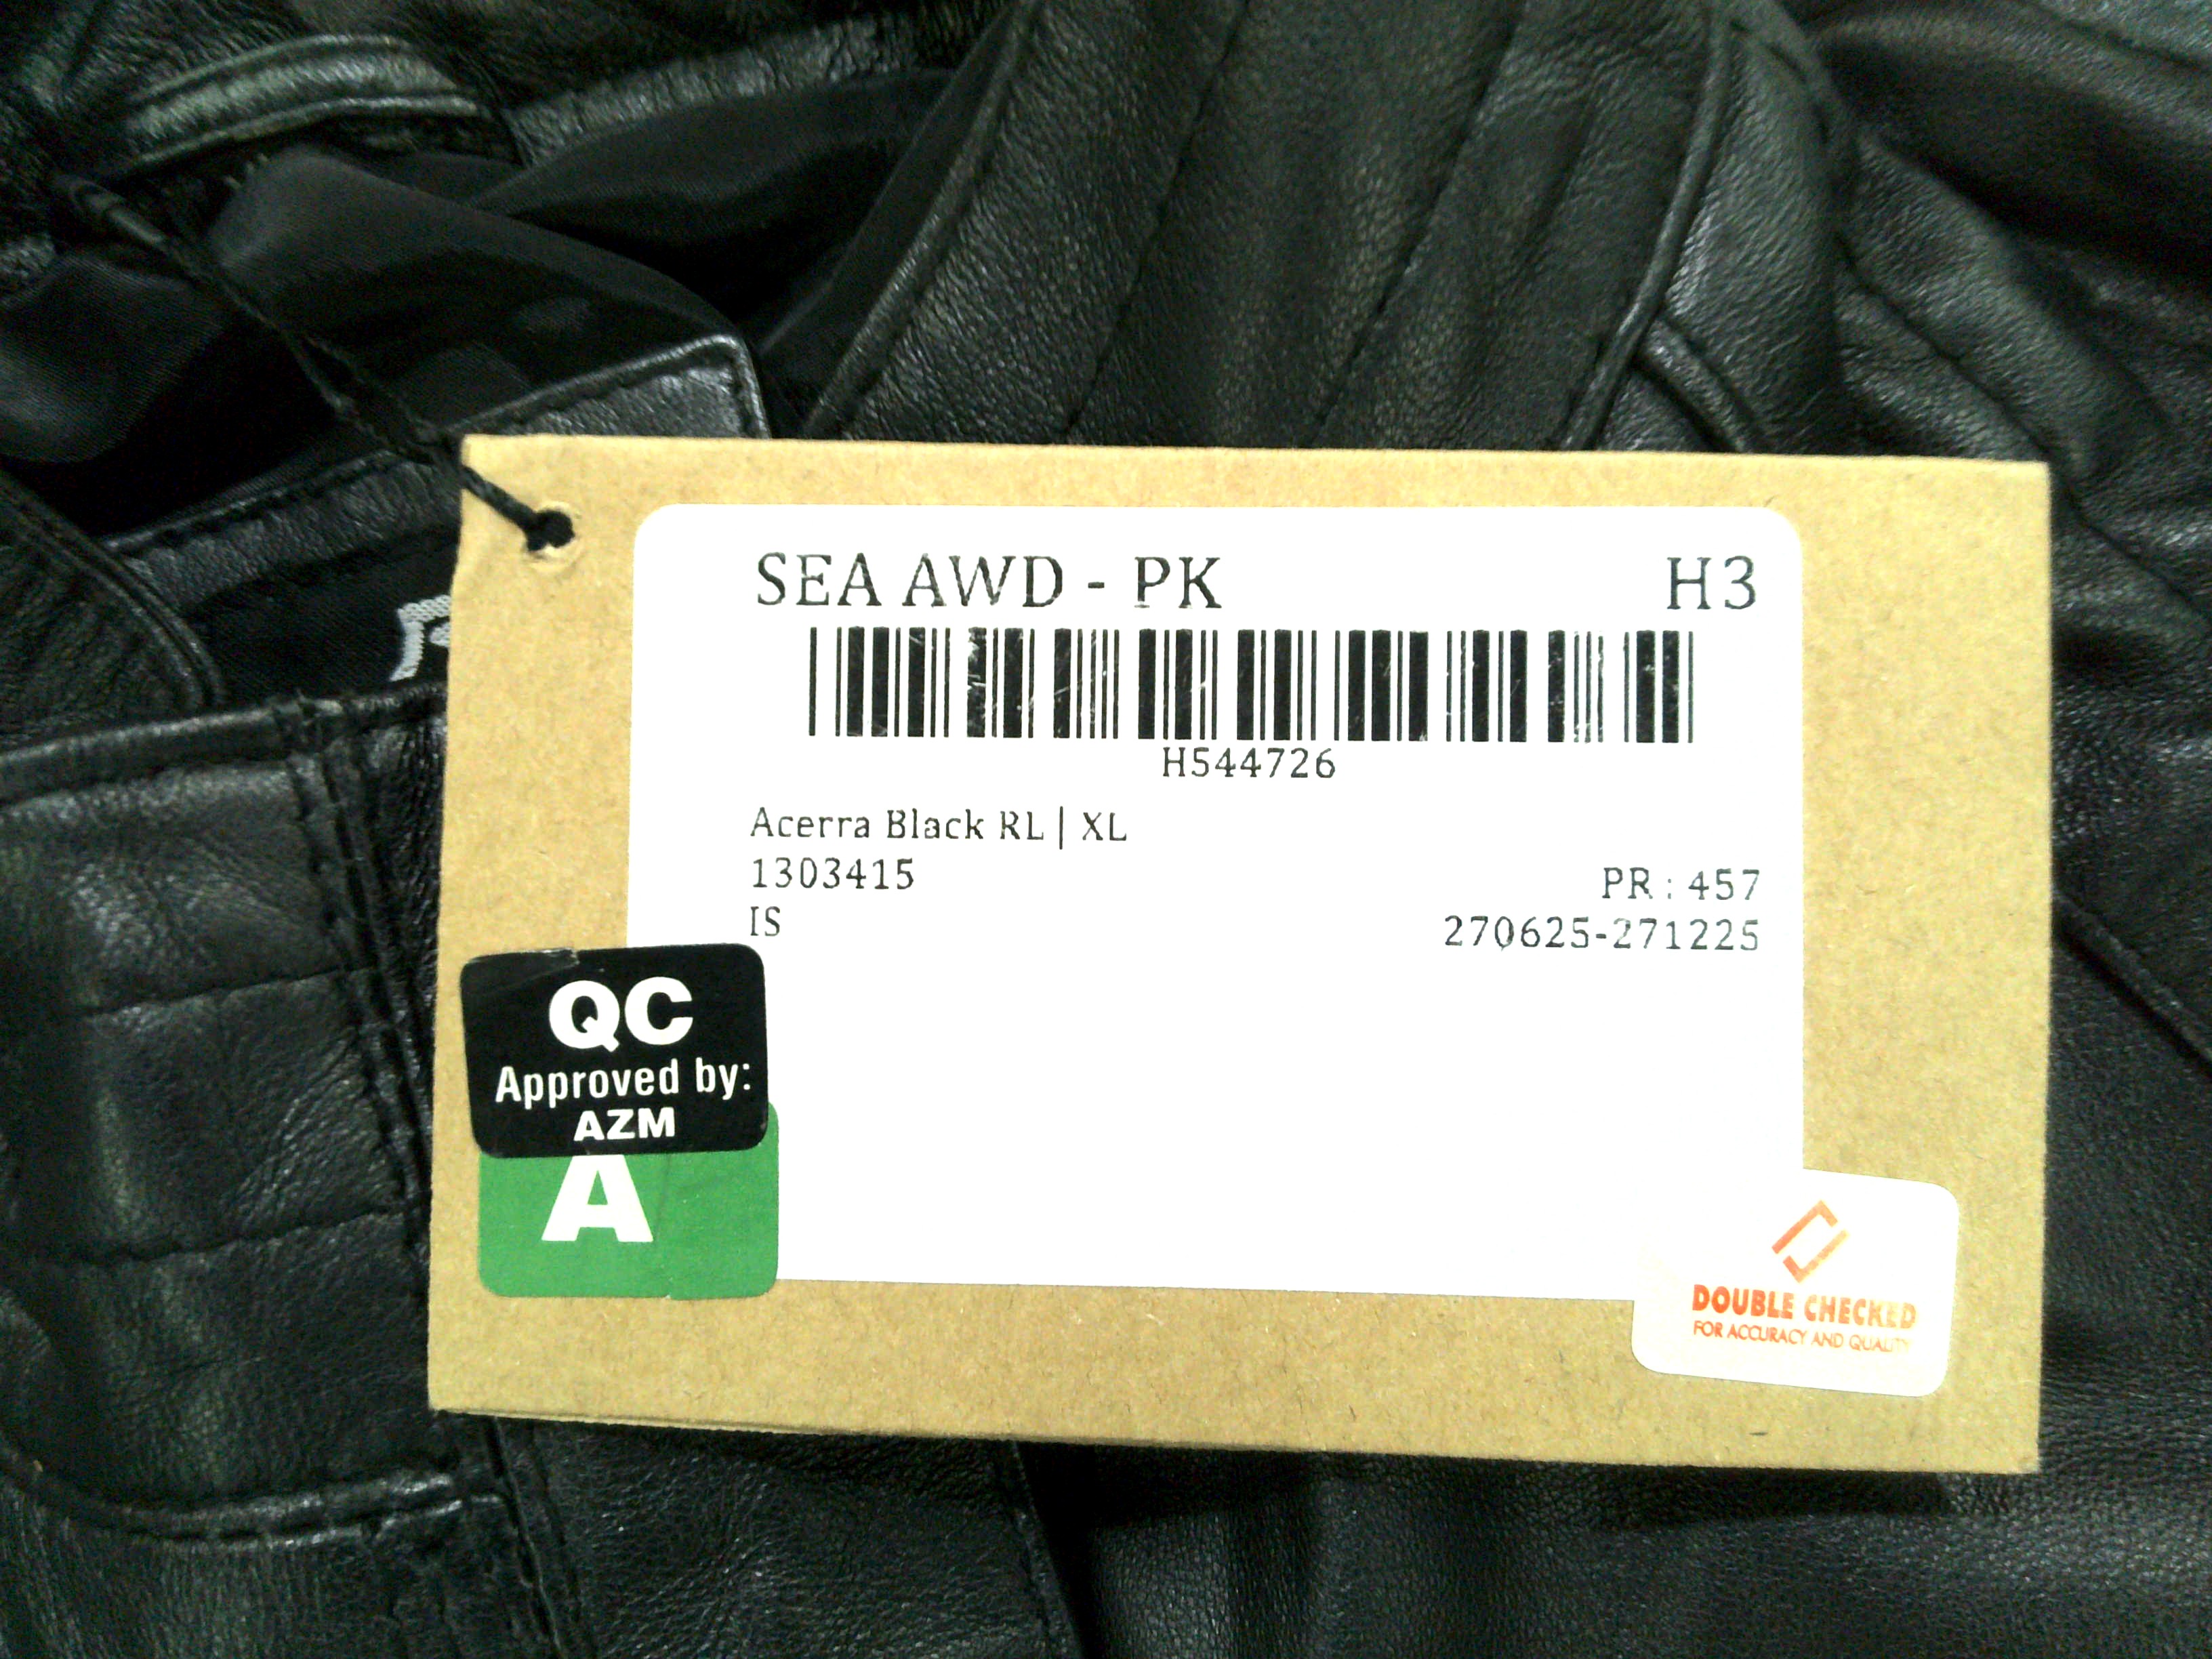 SEA AWD - PK H3
H544726
Acerra Black RL | XL
1303415
PR : 457
IS
270625-271225
QC
Approved by:
AZM
A
DOUBLE CHECKED
FOR ACCURACY AND QUALITY